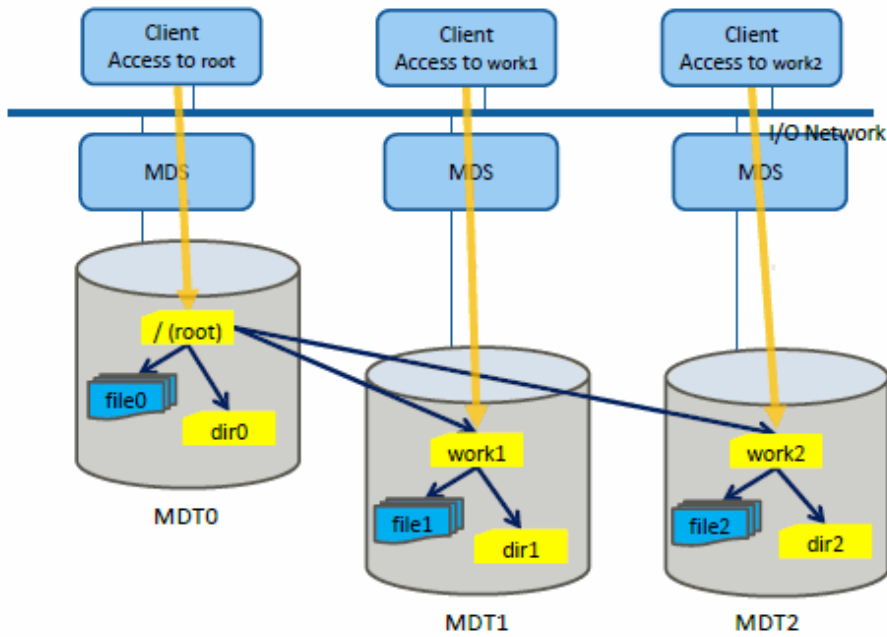 Client
Access to root
Client
Access to work1
Client
Access to work2
I/O Network
MDS
MDS
MDS
/ (root)
file0
dir0
work1
work2
file1
dir1
file2
dir2
MDT0
MDT1
MDT2